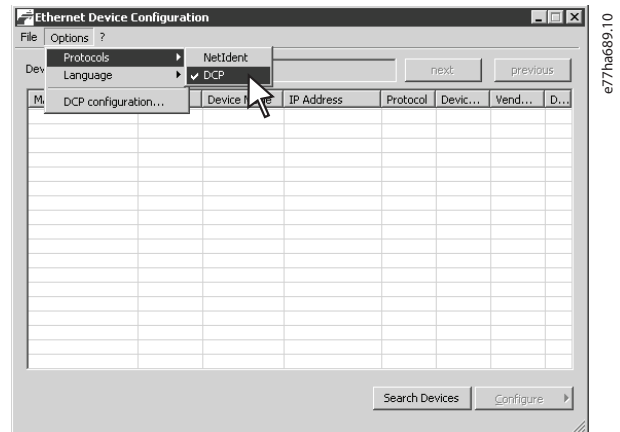 Ethernet Device Configuration
File Options ?
Protocols NetIdent
Language DCP
DCP configuration...
Dev
next previous
M Device IP Address Protocol Devic... Vend... D...
Search Devices Configure
e77ha689.10